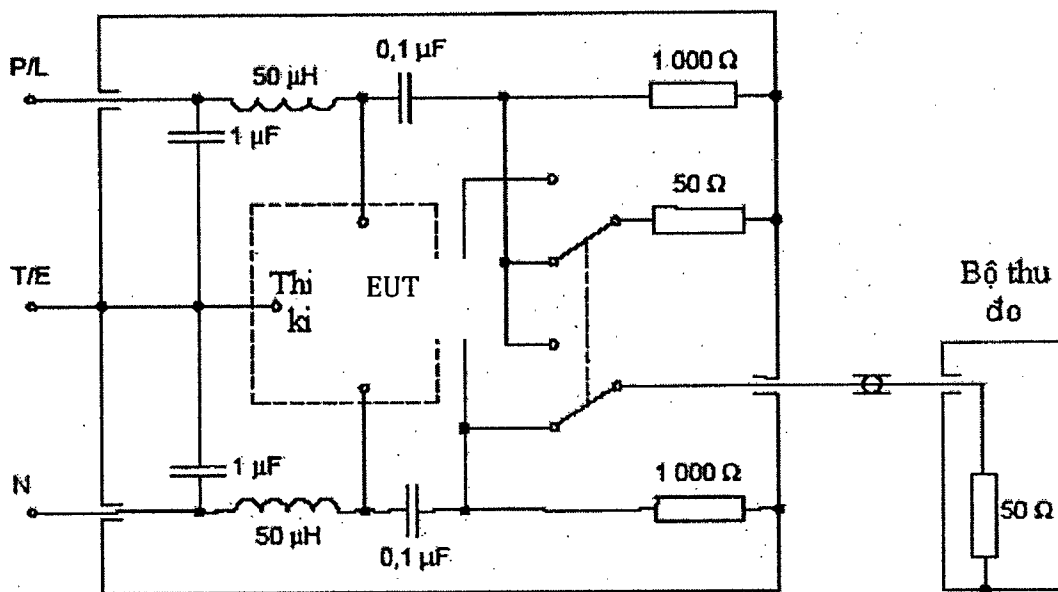 0,1 µF
P/L
50 µH
1 000 Ω
1 µF
50 Ω
T/E
Thi
ki
EUT
Bộ thu
đo
N
1 µF
1 000 Ω
50 µH
0,1 µF
50 Ω